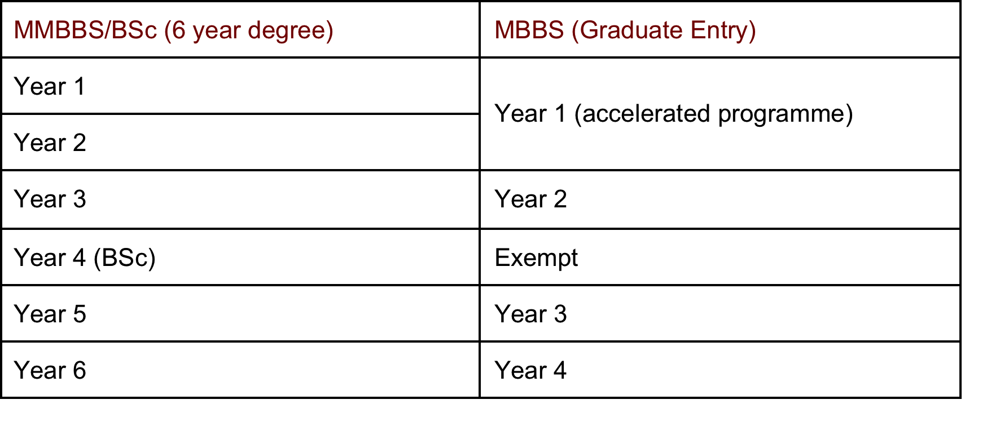 MMBBS/BSc (6 year degree)
MBBS (Graduate Entry)
Year 1
Year 1 (accelerated programme)
Year 2
Year 3
Year 2
Year 4 (BSc)
Exempt
Year 5
Year 3
Year 6
Year 4